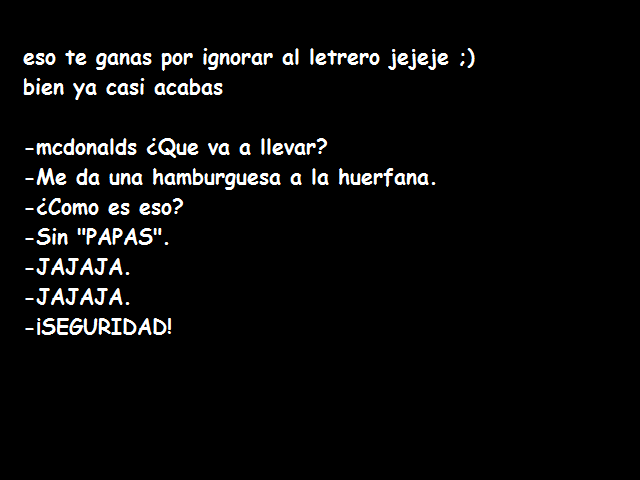 eso te ganas por ignorar al letrero jejeje ;)
bien ya casi acabas
-mcdonalds ¿Que va a llevar?
-Me da una hamburguesa a la huerfana.
-¿Como es eso?
-Sin "PAPAS".
-JAJAJA.
-JAJAJA.
-¡SEGURIDAD!